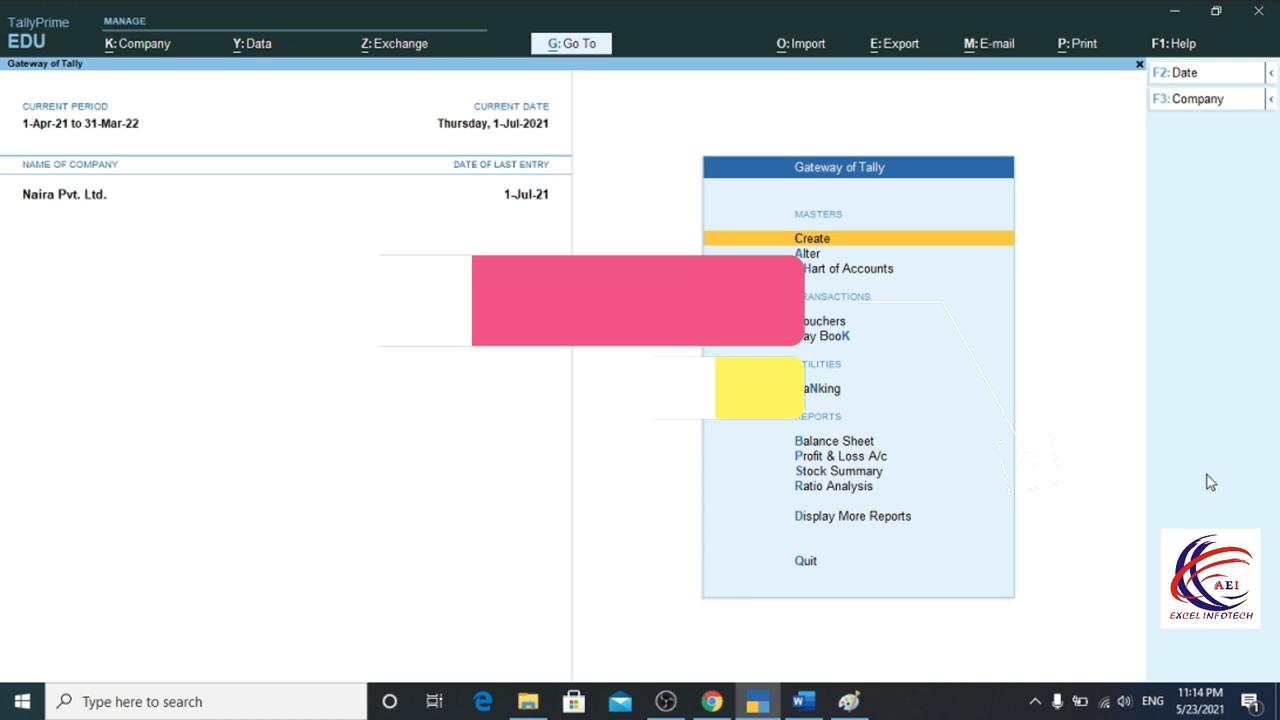 TallyPrime
EDU
MANAGE
K: Company
Y: Data
Z: Exchange
G: Go To
O: Import
E: Export
M: E-mail
P: Print
F1: Help
Gateway of Tally
F2: Date
F3: Company
CURRENT PERIOD
CURRENT DATE
1-Apr-21 to 31-Mar-22
Thursday, 1-Jul-2021
NAME OF COMPANY
DATE OF LAST ENTRY
Naira Pvt. Ltd.
1-Jul-21
Gateway of Tally
MASTERS
Create
Alter
Hart of Accounts
RANSACTIONS
ouchers
ay BooK
TILITIES
aNking
EPORTS
Balance Sheet
Profit & Loss A/c
Stock Summary
Ratio Analysis
Display More Reports
Quit
AEI
EXCEL INFOTECH
Type here to search
ENG
11:14 PM
5/23/2021
1